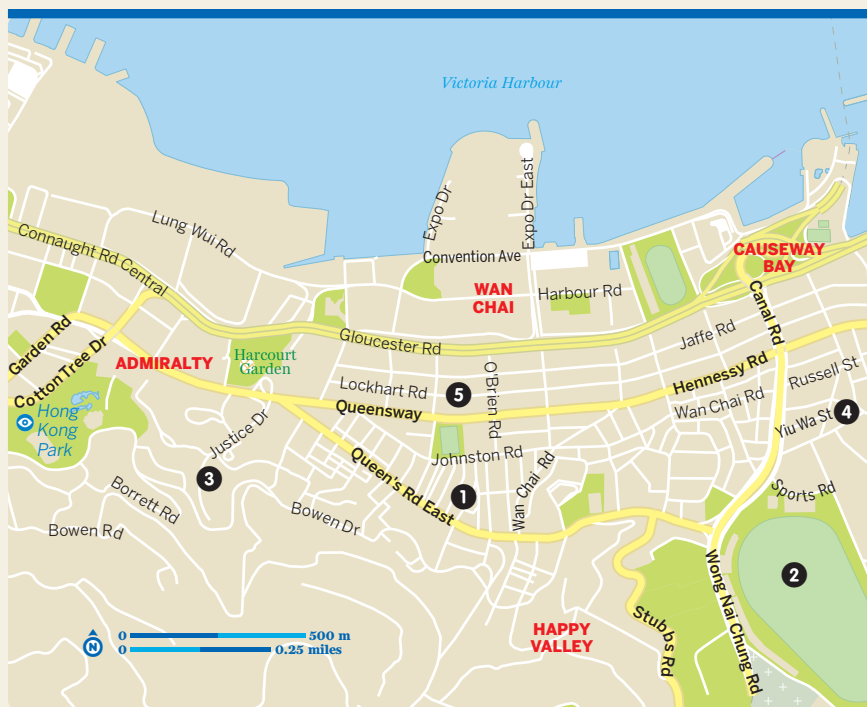 Victoria Harbour
Expo Dr
Expo Dr East
Lung Wui Rd
Connaught Rd Central
Convention Ave
CAUSEWAY
BAY
WAN
CHAI
Harbour Rd
Canal Rd
Garden Rd
Cotton Tree Dr
ADMIRALTY
Harcourt
Garden
Gloucester Rd
Jaffe Rd
O'Brien Rd
Hennessy Rd
Lockhart Rd
5
Queensway
Russell St
Wan Chai Rd
Yiu Wa St
4
Hong
Kong
Park
Justice Dr
Johnston Rd
3
Queen's Rd East
1
Wan Chai Rd
Sports Rd
Borrett Rd
Bowen Rd
Bowen Dr
2
Wong Nai Chung Rd
Stubbs Rd
HAPPY
VALLEY
N
0 500 m
0 0.25 miles